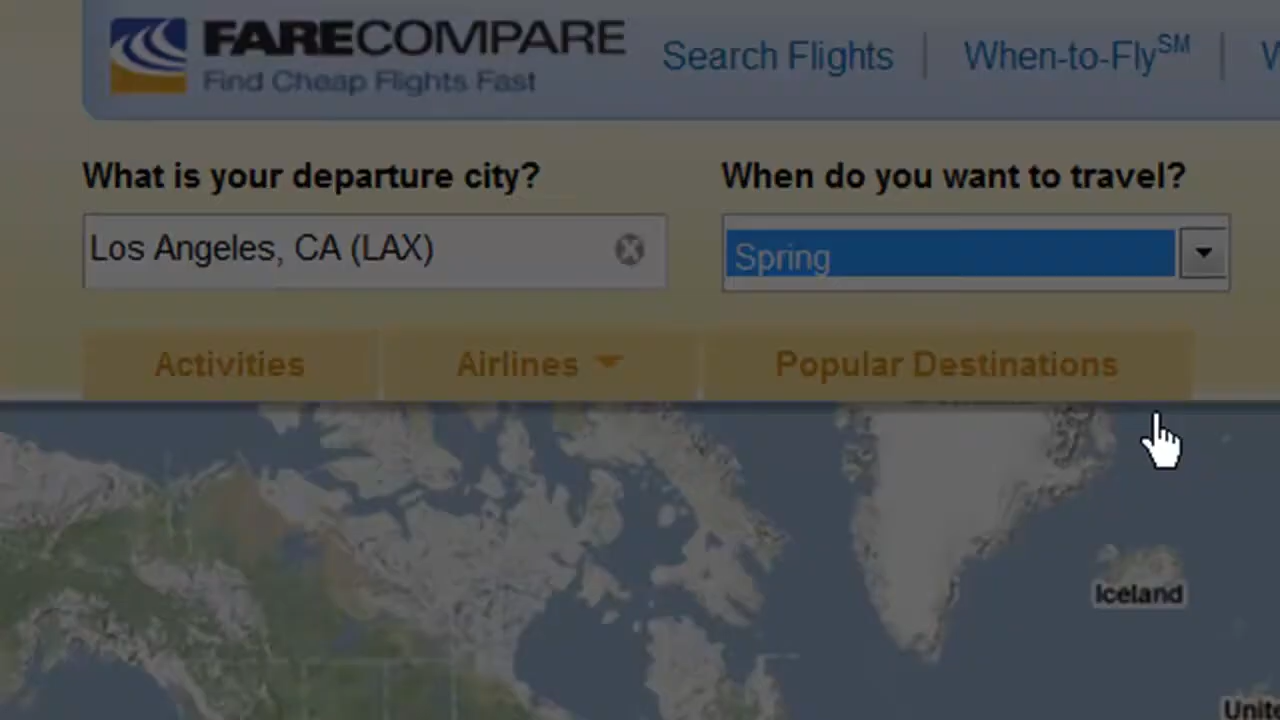 FARECOMPARE
Find Cheap Flights Fast
Search Flights
When-to-Fly℠
What is your departure city?
When do you want to travel?
Los Angeles, CA (LAX)
Spring
Activities
Airlines
Popular Destinations
Iceland